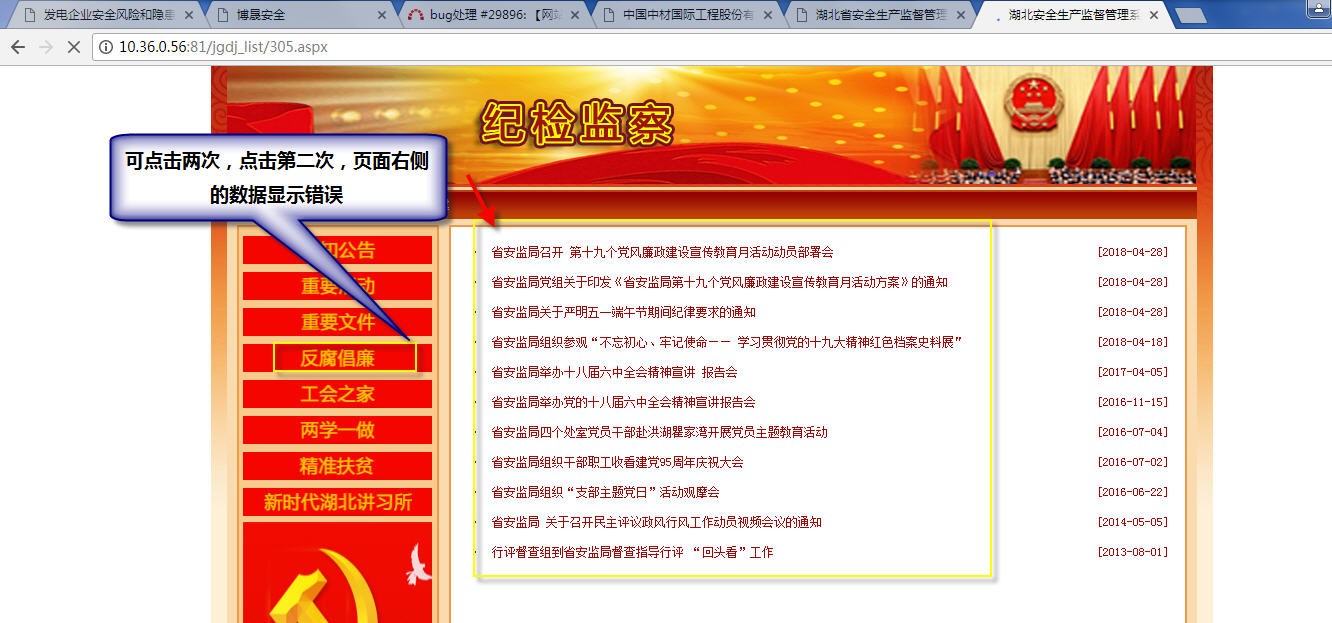 发电企业安全风险和隐患
博晟安全
bug处理 #29896: 【网站
中国中材国际工程股份有
湖北省安全生产监督管理
湖北安全生产监督管理系
10.36.0.56:81/jgdj_list/305.aspx
纪检监察
可点击两次，点击第二次，页面右侧
的数据显示错误
知公告
重要活动
重要文件
反腐倡廉
工会之家
两学一做
精准扶贫
新时代湖北讲习所
省安监局召开 第十九个党风廉政建设宣传教育月活动动员部署会 [2018-04-28]
省安监局党组关于印发《省安监局第十九个党风廉政建设宣传教育月活动方案》的通知 [2018-04-28]
省安监局关于严明五一端午节期间纪律要求的通知 [2018-04-28]
省安监局组织参观“不忘初心、牢记使命—— 学习贯彻党的十九大精神红色档案史料展” [2018-04-18]
省安监局举办十八届六中全会精神宣讲 报告会 [2017-04-05]
省安监局举办党的十八届六中全会精神宣讲报告会 [2016-11-15]
省安监局四个处室党员干部赴洪湖瞿家湾开展党员主题教育活动 [2016-07-04]
省安监局组织干部职工收看建党95周年庆祝大会 [2016-07-02]
省安监局组织“支部主题党日”活动观摩会 [2016-06-22]
省安监局 关于召开民主评议政风行风工作动员视频会议的通知 [2014-05-05]
行评督查组到省安监局督查指导行评 “回头看”工作 [2013-08-01]